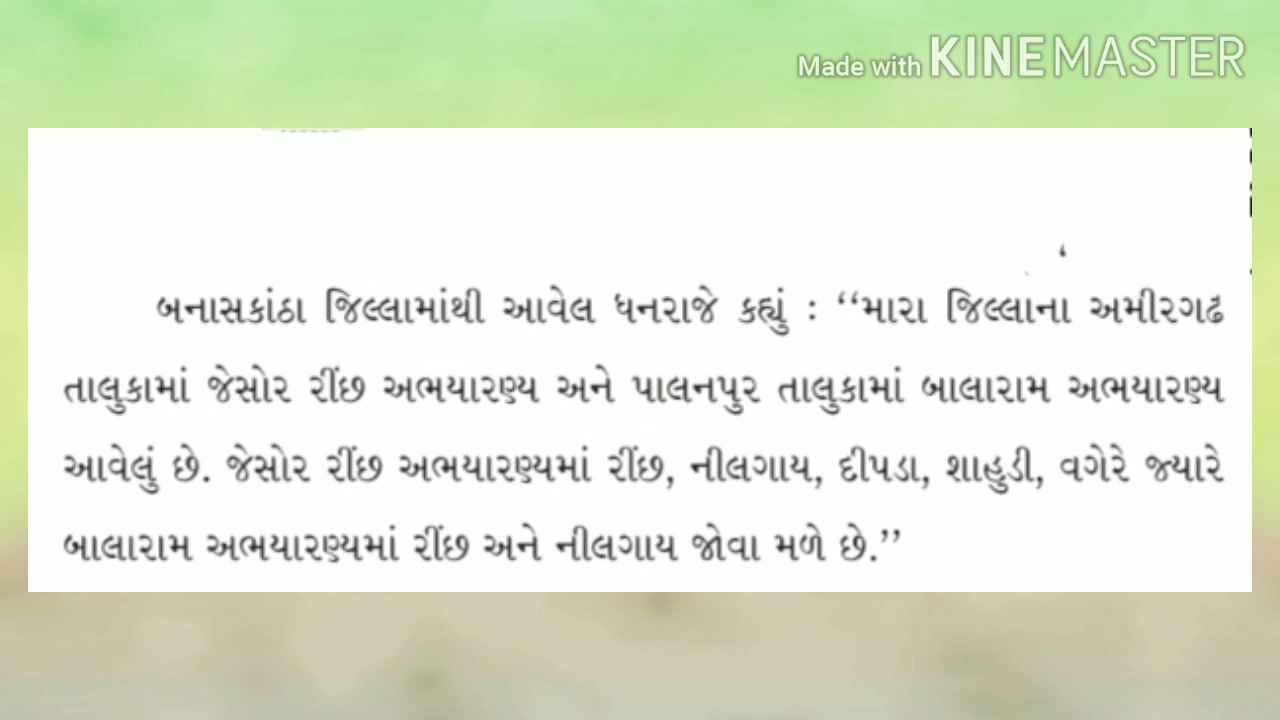 Made with KINEMASTER
બનાસકાંઠા જિલ્લામાંથી આવેલ ધનરાજે કહ્યું : ‘‘મારા જિલ્લાના અમીરગઢ
તાલુકામાં જેસોર રીંછ અભયારણ્ય અને પાલનપુર તાલુકામાં બાલારામ અભયારણ્ય
આવેલું છે. જેસોર રીંછ અભયારણ્યમાં રીંછ, નીલગાય, દીપડા, શાહુડી, વગેરે જ્યારે
બાલારામ અભયારણ્યમાં રીંછ અને નીલગાય જોવા મળે છે.’’